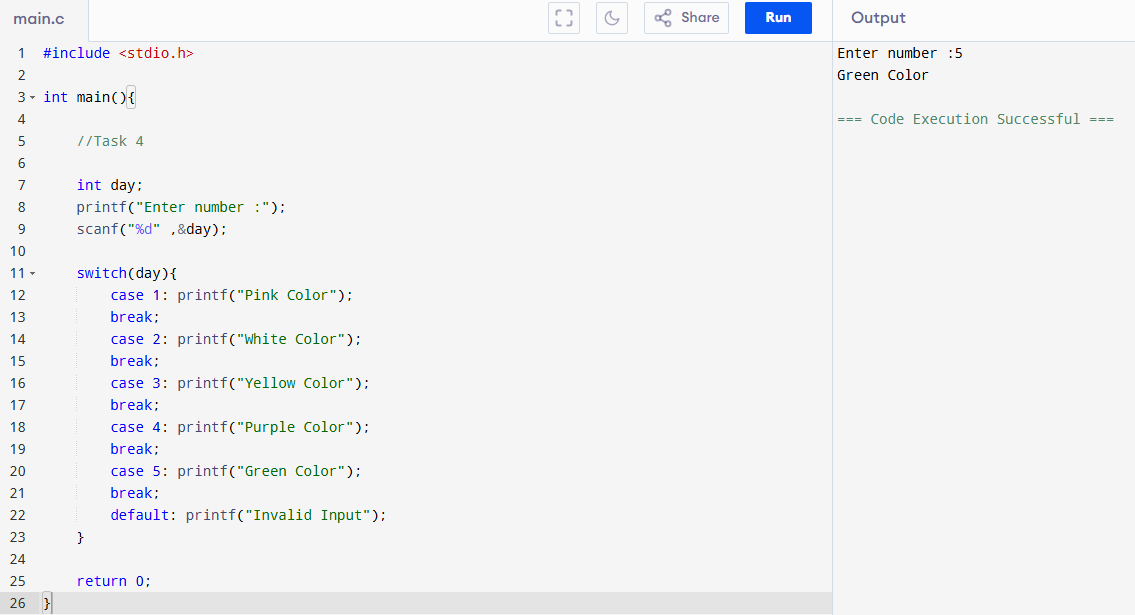 main.c
Share
Run
Output
1 #include <stdio.h>
2
3 int main(){
4
5     //Task 4
6
7     int day;
8     printf("Enter number :");
9     scanf("%d" ,&day);
10
11     switch(day){
12         case 1: printf("Pink Color");
13         break;
14         case 2: printf("White Color");
15         break;
16         case 3: printf("Yellow Color");
17         break;
18         case 4: printf("Purple Color");
19         break;
20         case 5: printf("Green Color");
21         break;
22         default: printf("Invalid Input");
23     }
24
25     return 0;
26 }
Enter number :5
Green Color
=== Code Execution Successful ===